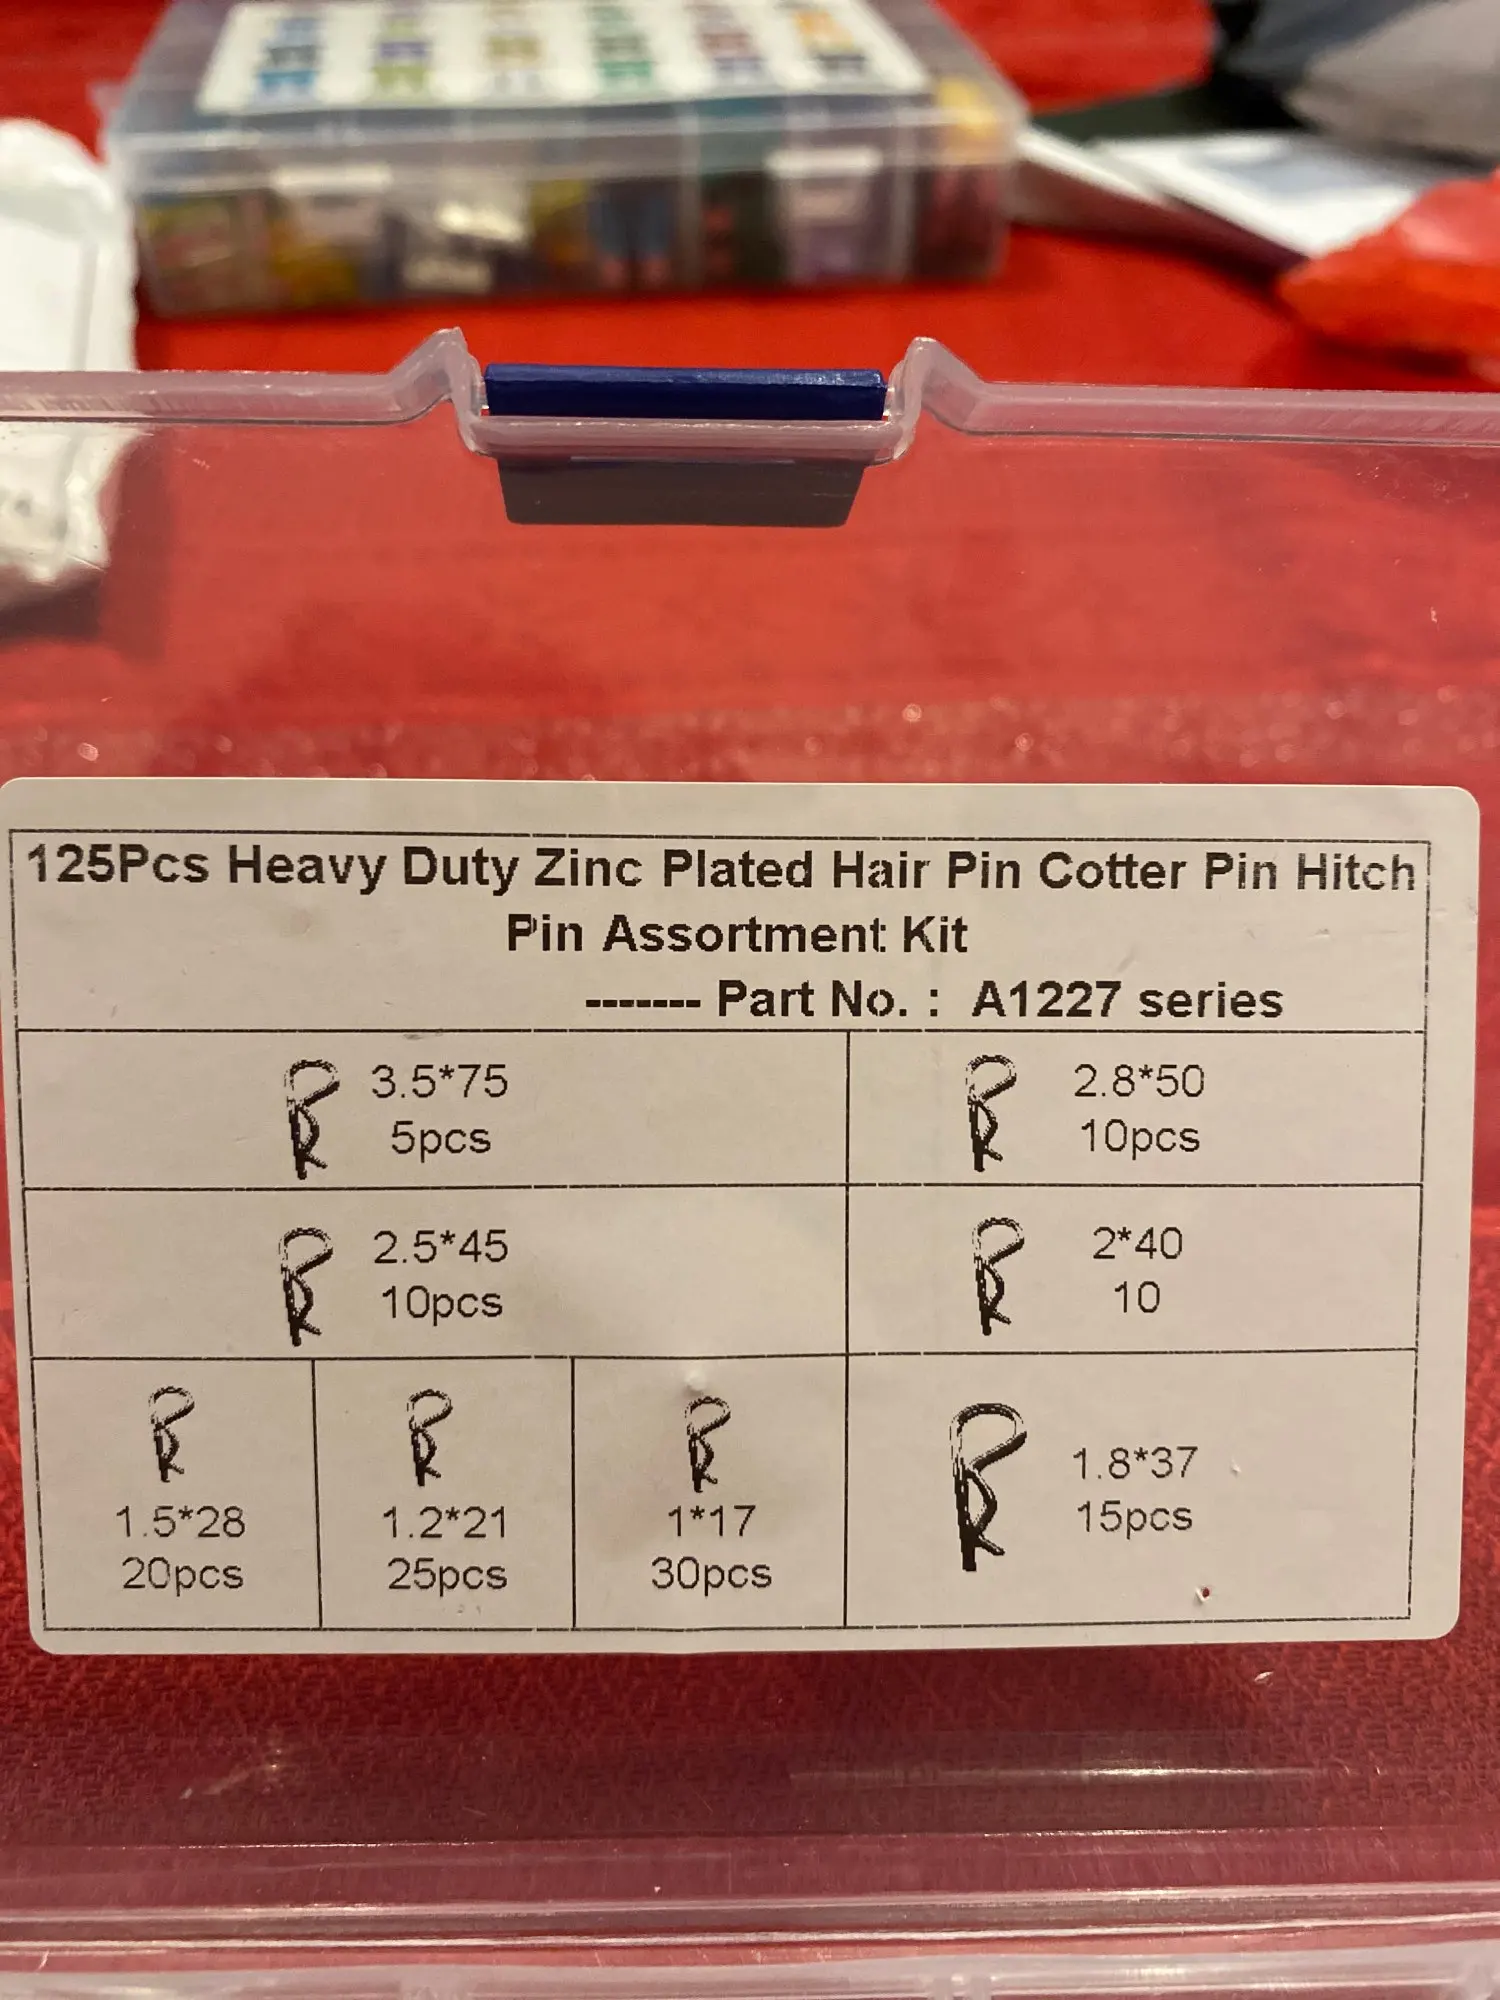 125Pcs Heavy Duty Zinc Plated Hair Pin Cotter Pin Hitch
Pin Assortment Kit
------- Part No. : A1227 series
3.5*75
5pcs
2.8*50
10pcs
2.5*45
10pcs
2*40
10
1.5*28
20pcs
1.2*21
25pcs
1*17
30pcs
1.8*37
15pcs